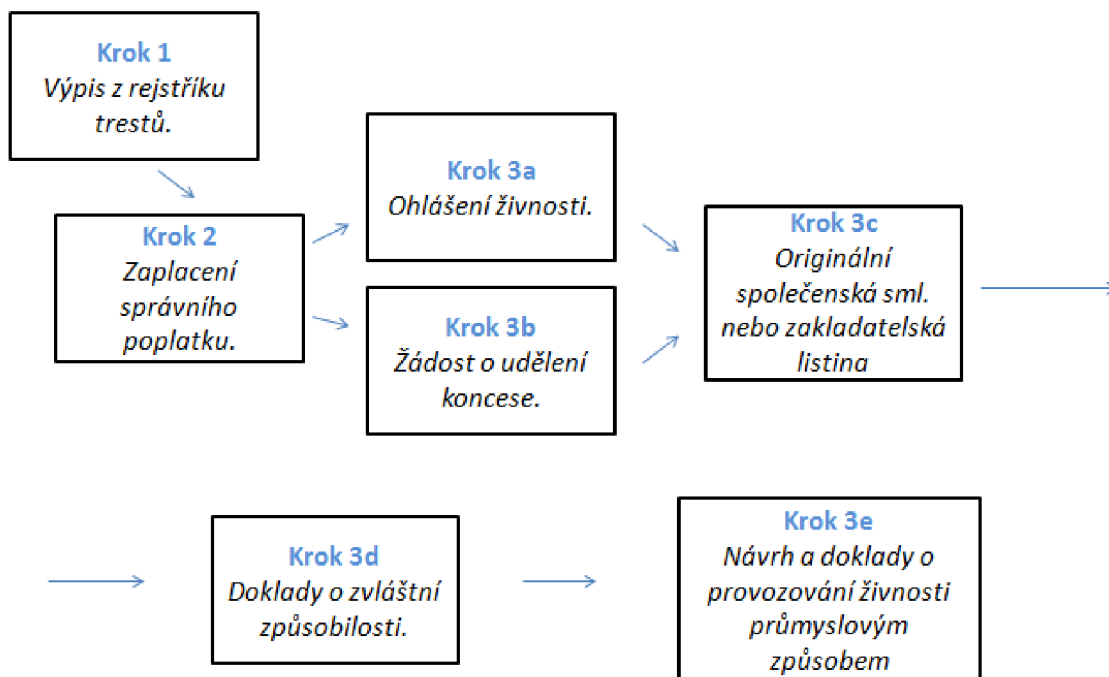 Krok 1
Výpis z rejstříku
trestů.
Krok 2
Zaplacení
správního
poplatku.
Krok 3a
Ohlášení živnosti.
Krok 3b
Žádost o udělení
koncese.
Krok 3c
Originální
společenská sml.
nebo zakladatelská
listina
Krok 3d
Doklady o zvláštní
způsobilosti.
Krok 3e
Návrh a doklady o
provozování živnosti
průmyslovým
způsobem